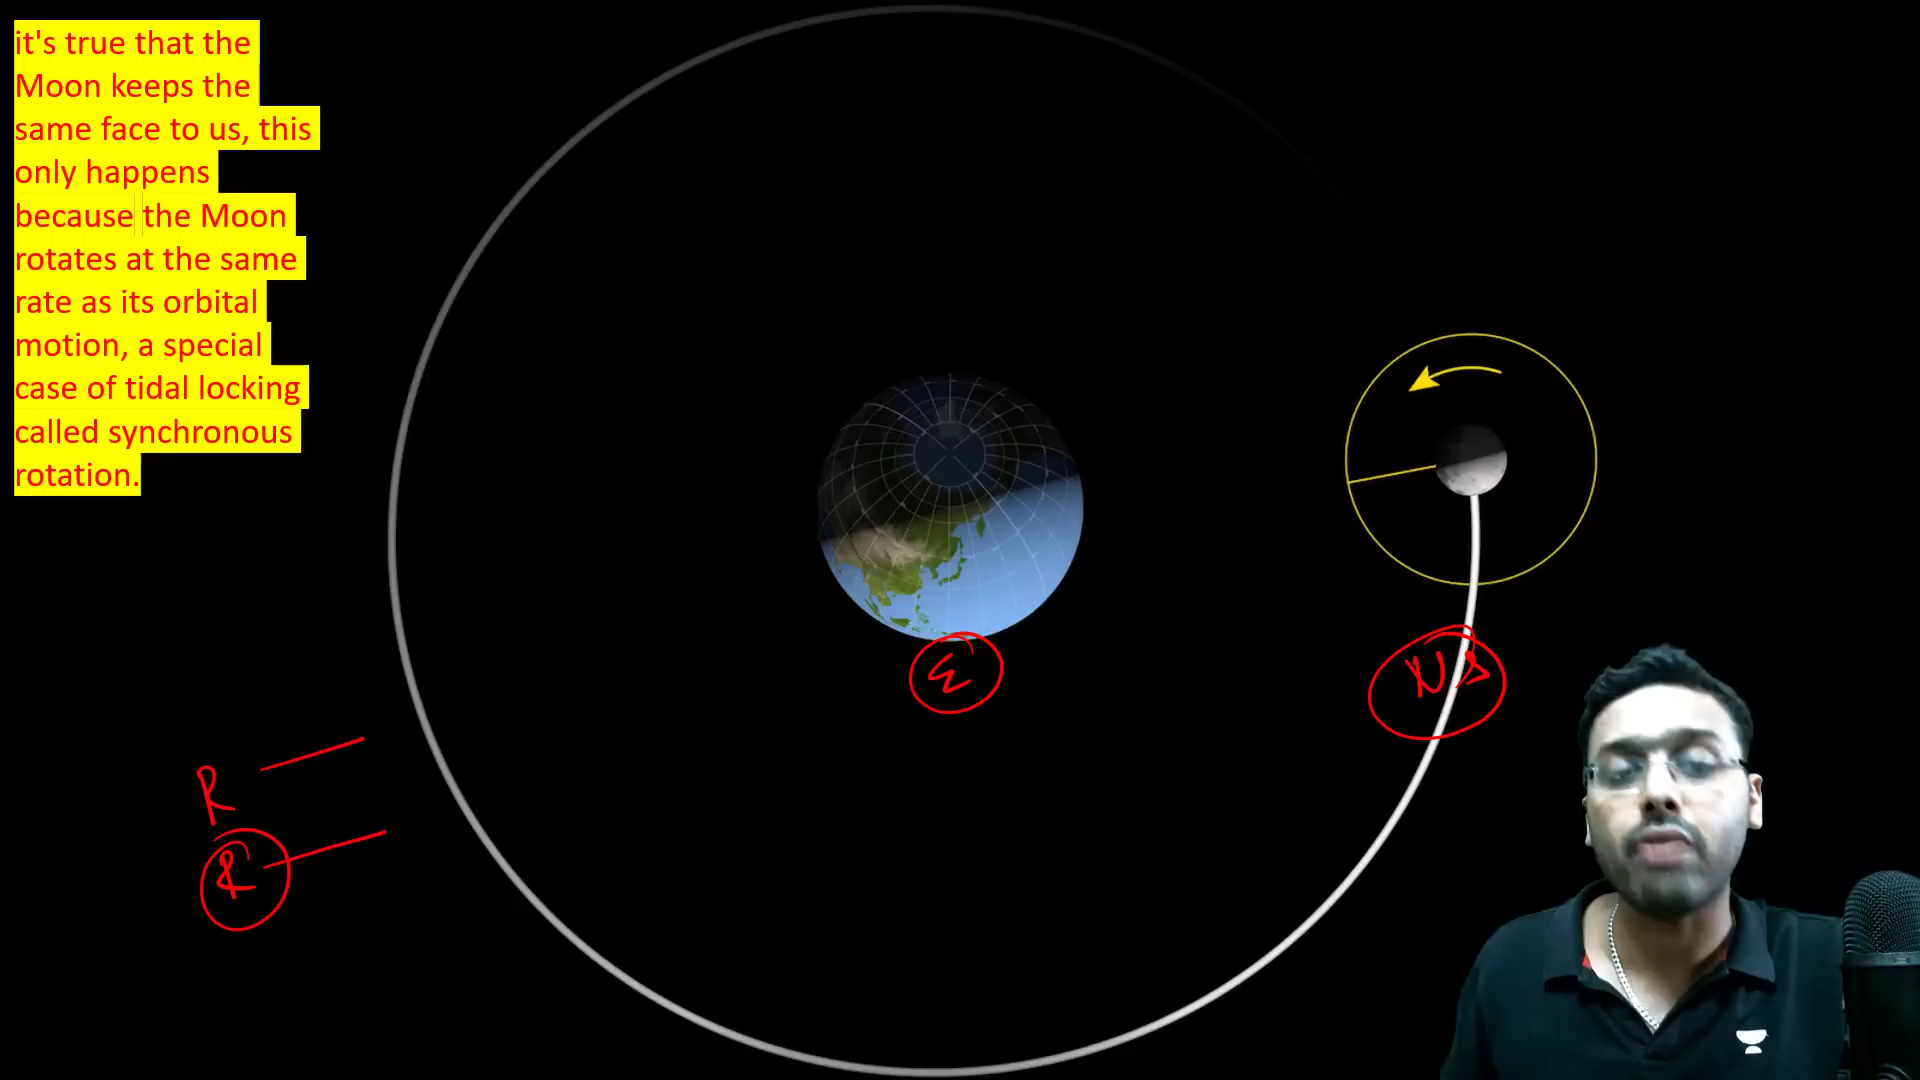 it's true that the
Moon keeps the
same face to us, this
only happens
because the Moon
rotates at the same
rate as its orbital
motion, a special
case of tidal locking
called synchronous
rotation.
E
R
R